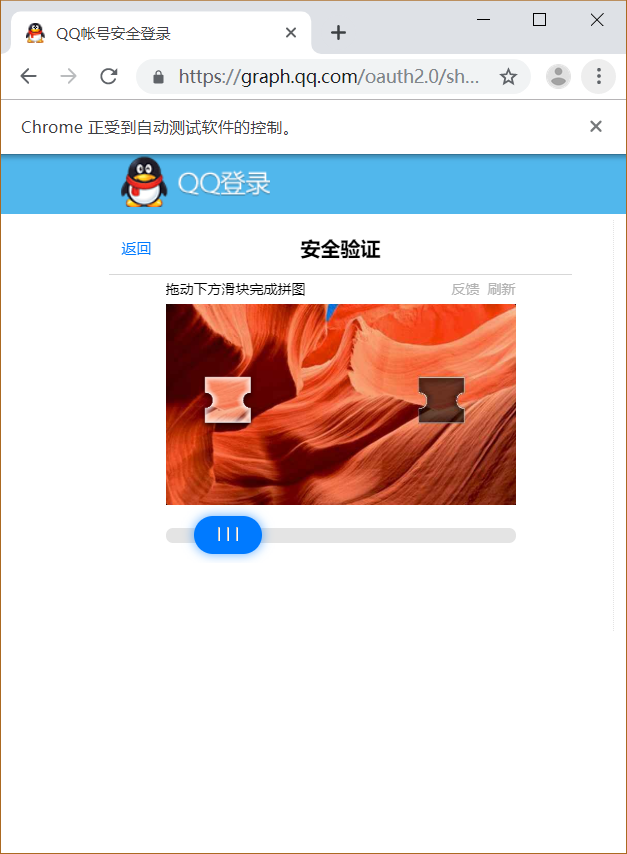 QQ帐号安全登录
https://graph.qq.com/oauth2.0/sh...
Chrome 正受到自动测试软件的控制。
QQ登录
返回 安全验证
拖动下方滑块完成拼图 反馈 刷新